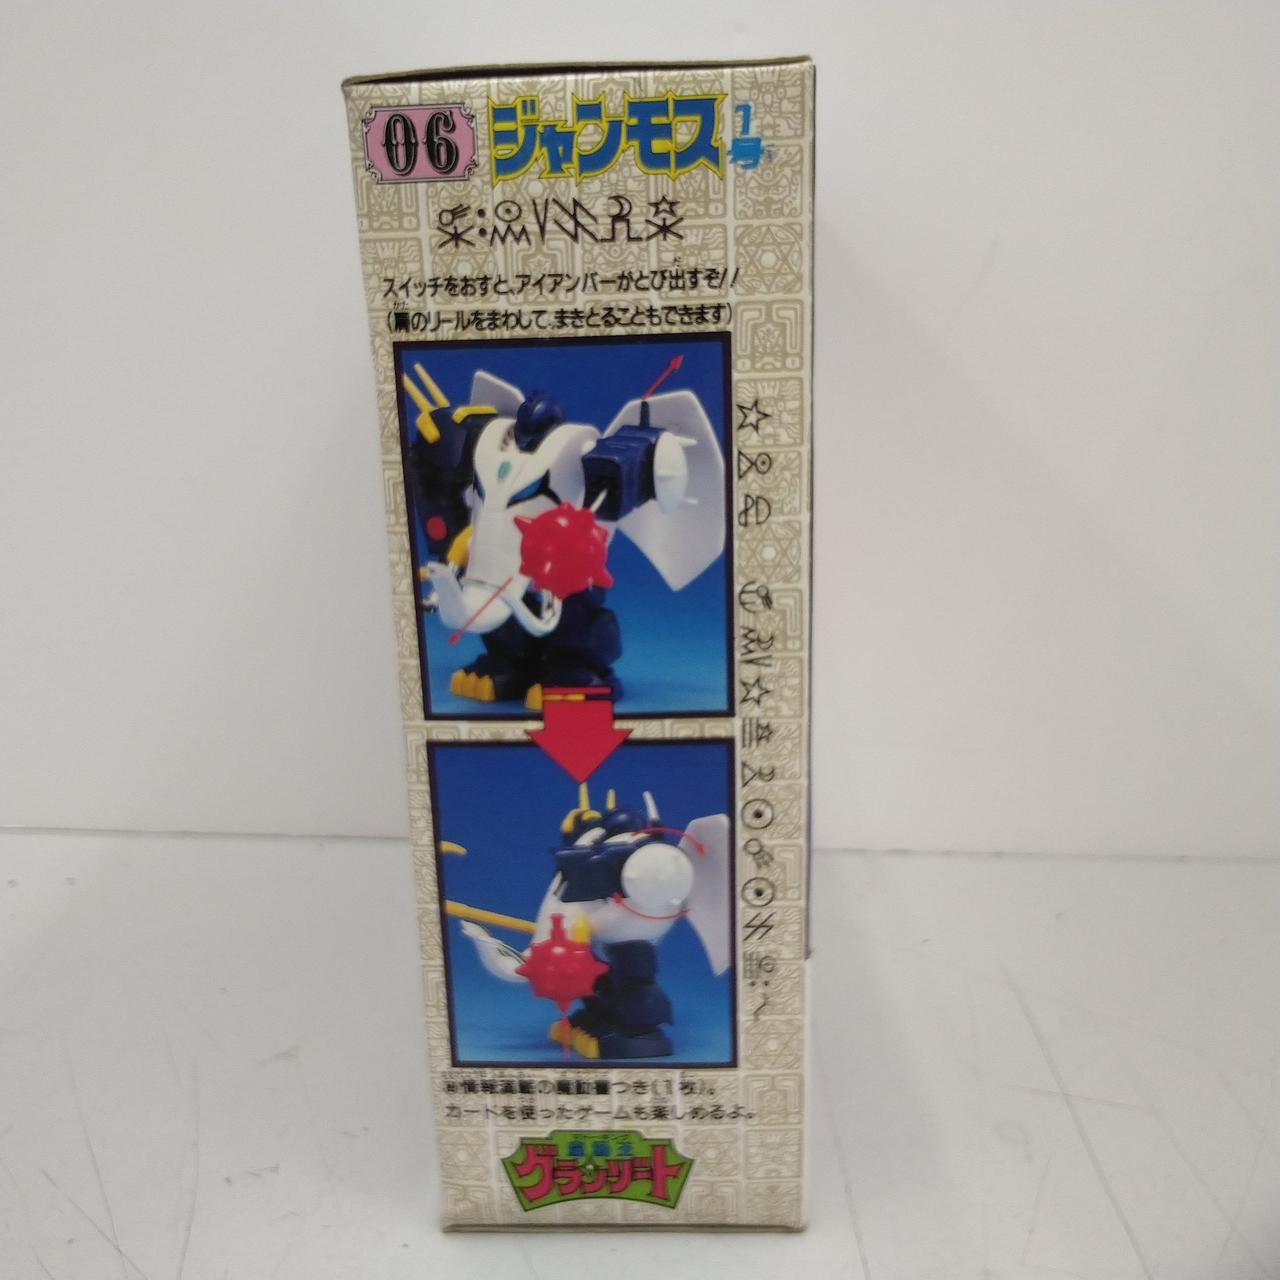 06 ジャンモス1号
スイッチをおすと、アイアンバーがとび出すぞ!!
(肩のリールをまわして、まきとることもできます)
情報満載の魔動書つき(1枚)。
カードを使ったゲームも楽しめるよ。
グランゾート